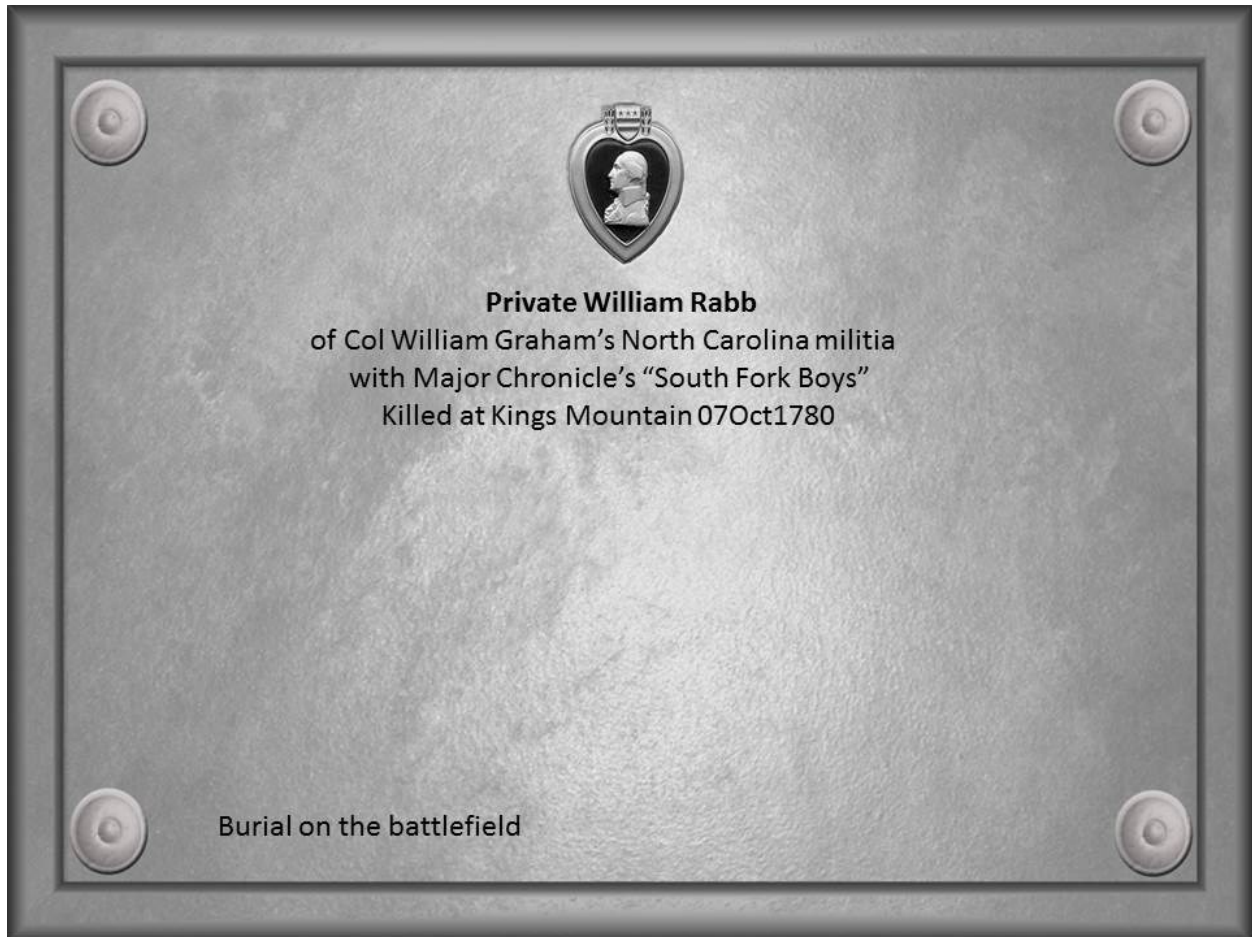 Private William Rabb
of Col William Graham’s North Carolina militia
with Major Chronicle’s “South Fork Boys”
Killed at Kings Mountain 07Oct1780
Burial on the battlefield